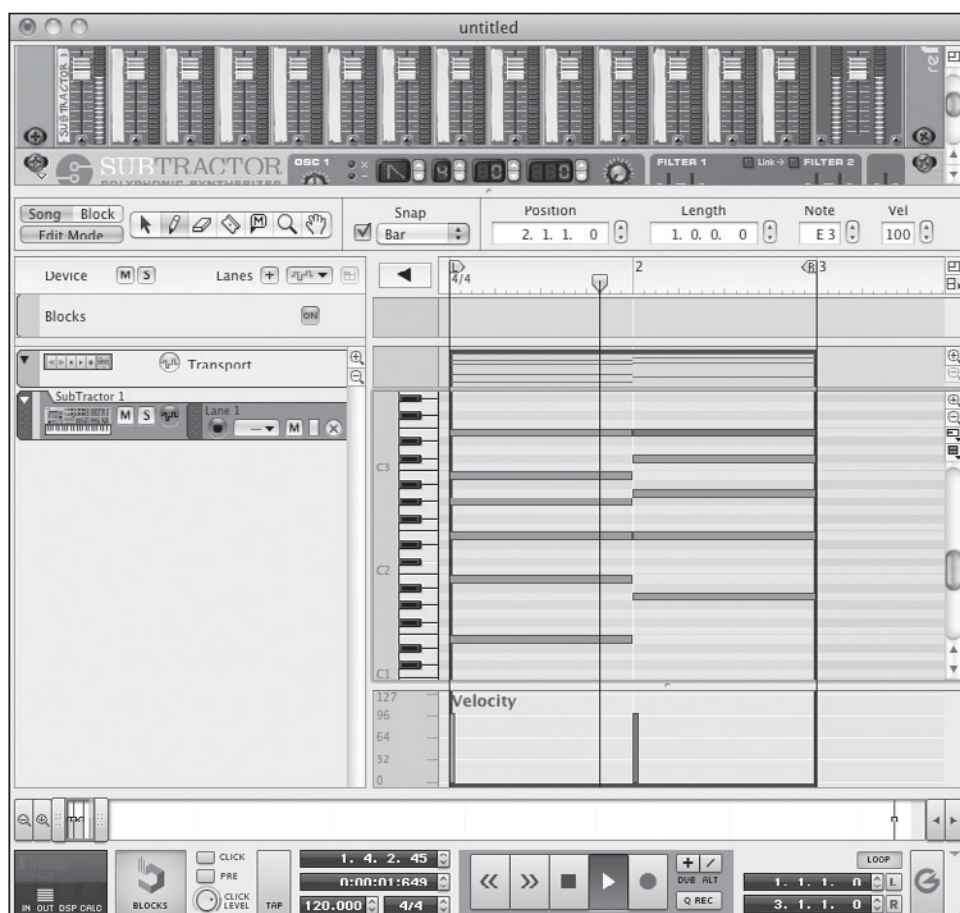 untitled
SUBTRACTOR 1
SUBTRACTOR
POLYPHONIC SYNTHESIZER
OSC 1
FILTER 1
Link
FILTER 2
Song Block
Edit Mode
M
Snap
Bar
Position
2. 1. 1. 0
Length
1. 0. 0. 0
Note
E 3
Vel
100
Device M S Lanes +
L
4/4
2
R 3
Blocks ON
Transport
SubTractor 1
M S
Lane 1
M
C3
C2
C1
127
96
64
32
0
Velocity
IN OUT DSP CALC
BLOCKS
CLICK
PRE
CLICK
LEVEL
TAP
1. 4. 2. 45
0:00:01:649
120.000 4/4
DUB ALT
Q REC
LOOP
1. 1. 1. 0 L
3. 1. 1. 0 R